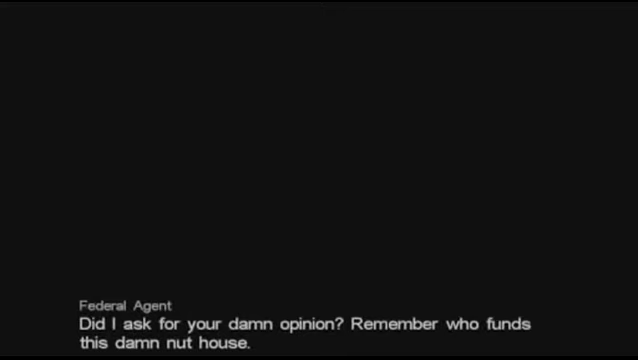 Federal Agent
Did I ask for your damn opinion? Remember who funds
this damn nut house.